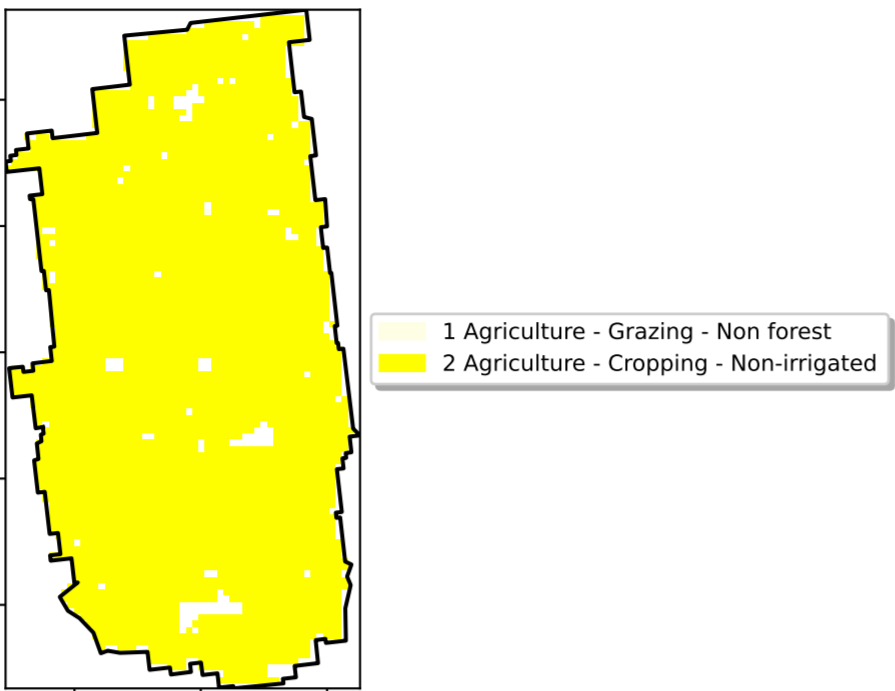 1 Agriculture - Grazing - Non forest
2 Agriculture - Cropping - Non-irrigated